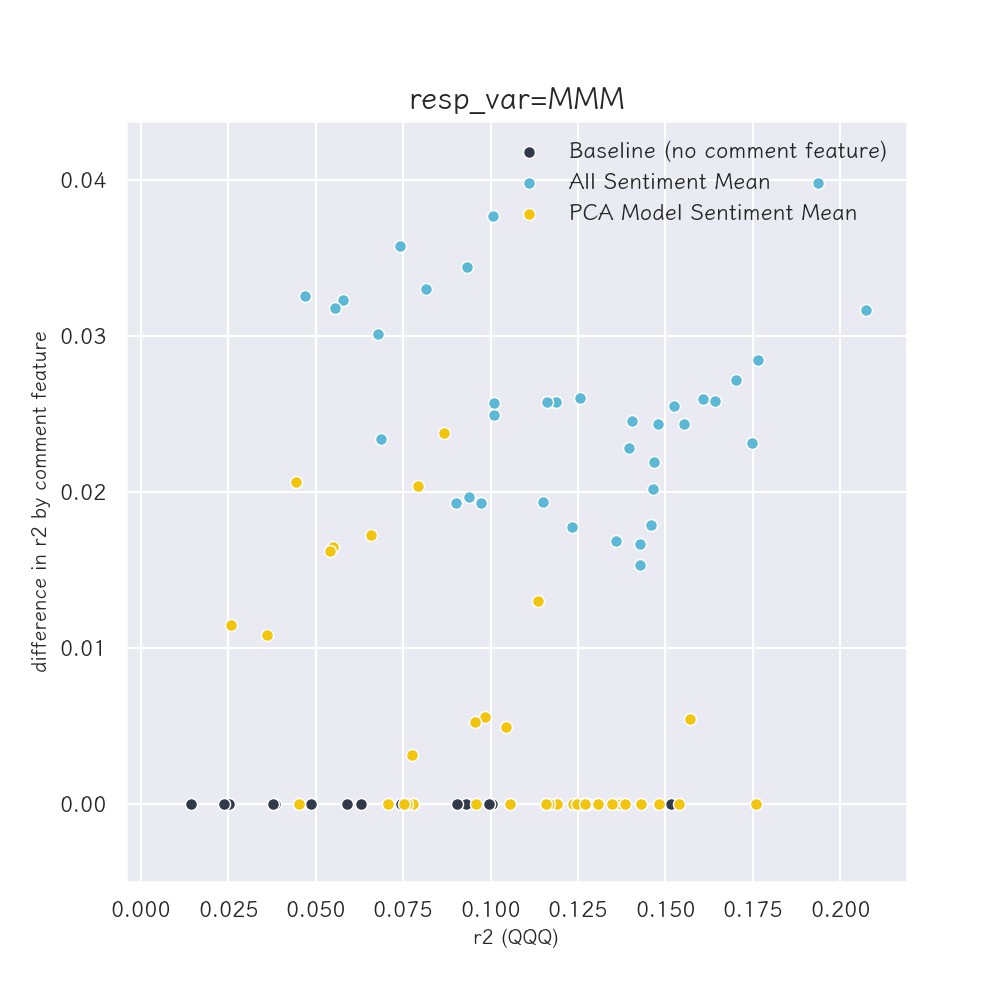 resp_var=MMM
Baseline (no comment feature)
All Sentiment Mean
PCA Model Sentiment Mean
difference in r2 by comment feature
0.04
0.03
0.02
0.01
0.00
0.000 0.025 0.050 0.075 0.100 0.125 0.150 0.175 0.200
r2 (QQQ)